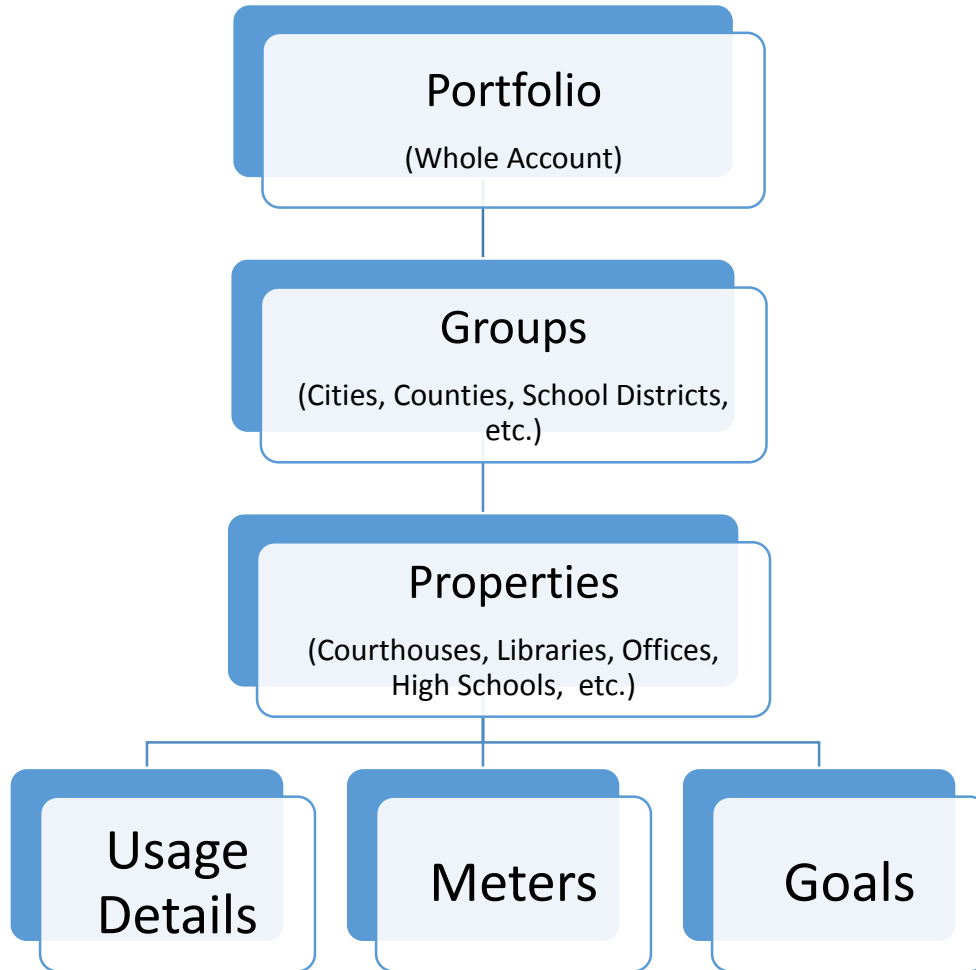 Portfolio
(Whole Account)
Groups
(Cities, Counties, School Districts,
etc.)
Properties
(Courthouses, Libraries, Offices,
High Schools,  etc.)
Usage
Details
Meters
Goals